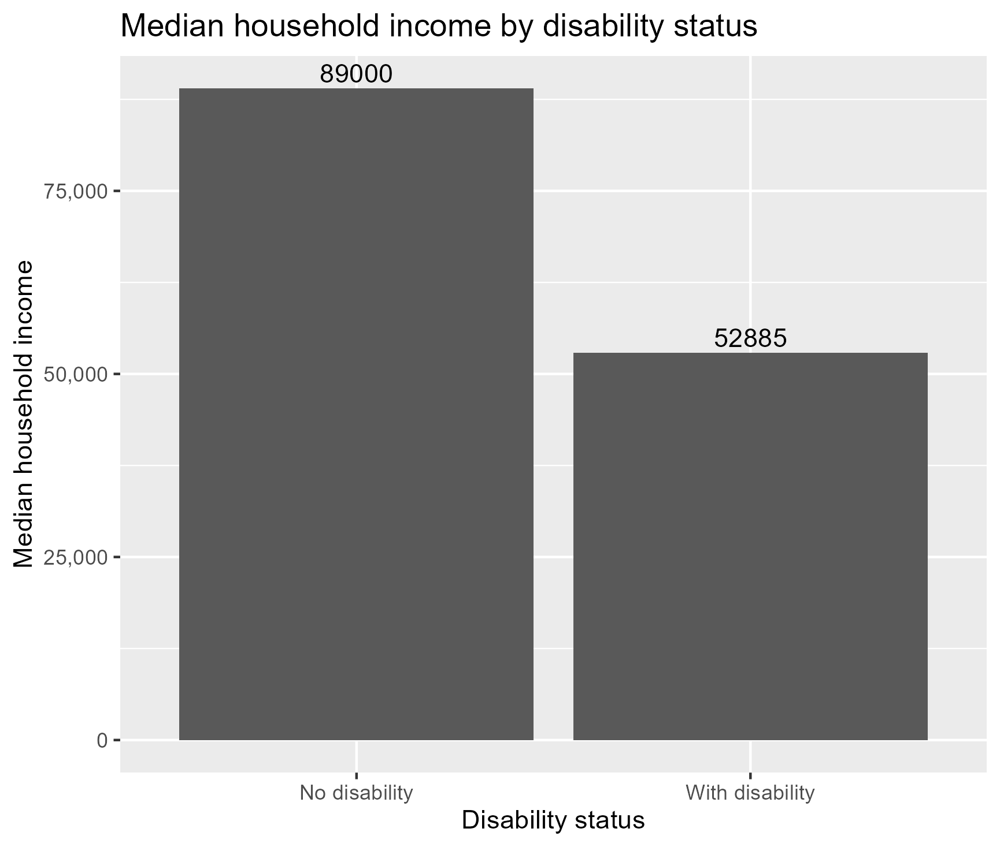 Median household income by disability status
89000
75,000
52885
50,000
25,000
0
Median household income
No disability
With disability
Disability status